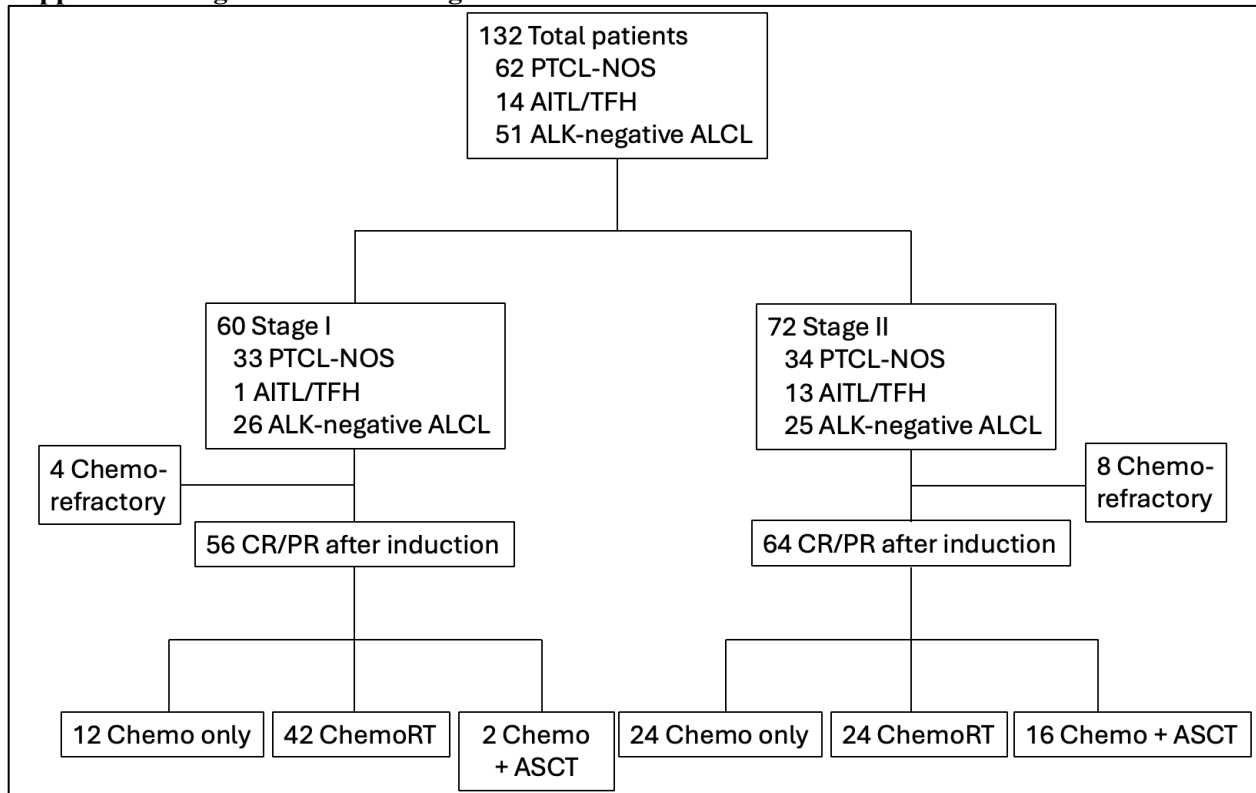 132 Total patients
62 PTCL-NOS
14 AITL/TFH
51 ALK-negative ALCL
60 Stage I
33 PTCL-NOS
1 AITL/TFH
26 ALK-negative ALCL
72 Stage II
34 PTCL-NOS
13 AITL/TFH
25 ALK-negative ALCL
4 Chemo-
refractory
8 Chemo-
refractory
56 CR/PR after induction
64 CR/PR after induction
12 Chemo only
42 ChemoRT
2 Chemo
+ ASCT
24 Chemo only
24 ChemoRT
16 Chemo + ASCT